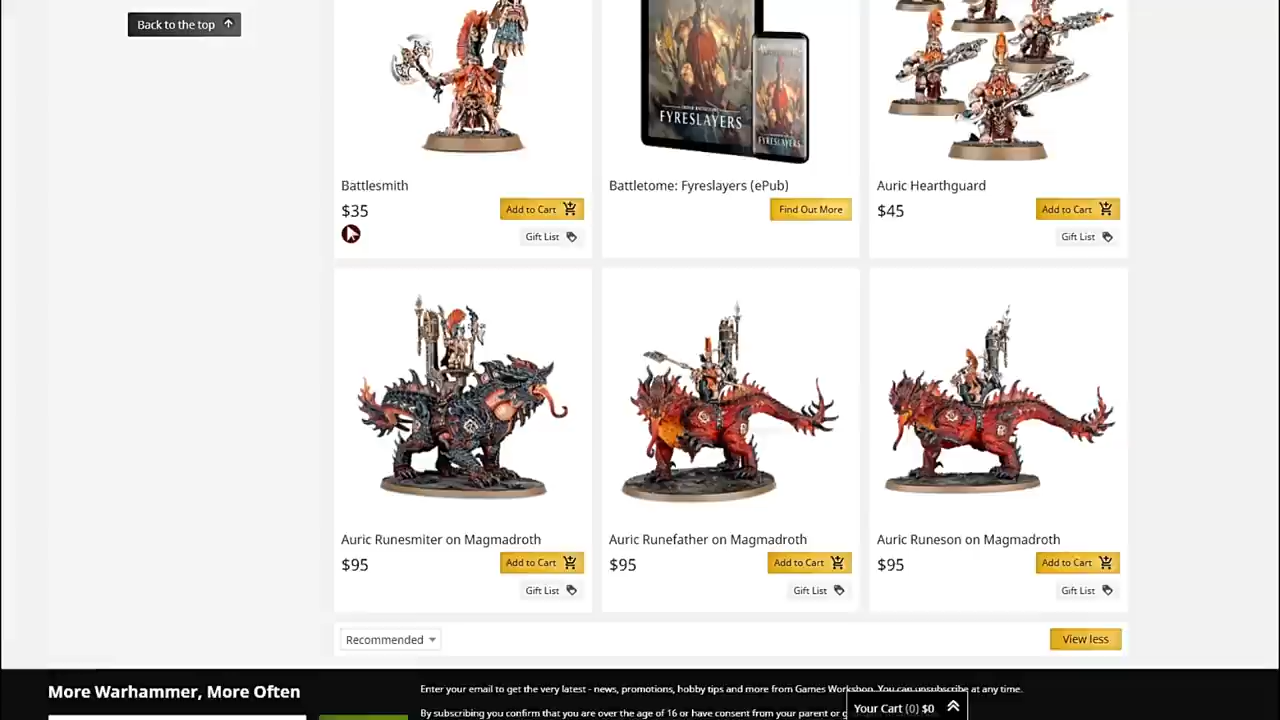 Back to the top
FYRESLAYERS
FYRESLAYERS
Battlesmith
Battletome: Fyreslayers (ePub)
Auric Hearthguard
$35
Add to Cart
Find Out More
$45
Add to Cart
Gift List
Gift List
Auric Runesmiter on Magmadroth
Auric Runefather on Magmadroth
Auric Runeson on Magmadroth
$95
Add to Cart
$95
Add to Cart
$95
Add to Cart
Gift List
Gift List
Gift List
Recommended
View less
More Warhammer, More Often
Enter your email to get the very latest - news, promotions, hobby tips and more from Games Workshop. You can unsubscribe at any time.
By subscribing you confirm that you are over the age of 16 or have consent from your parent or
Your Cart (0) $0